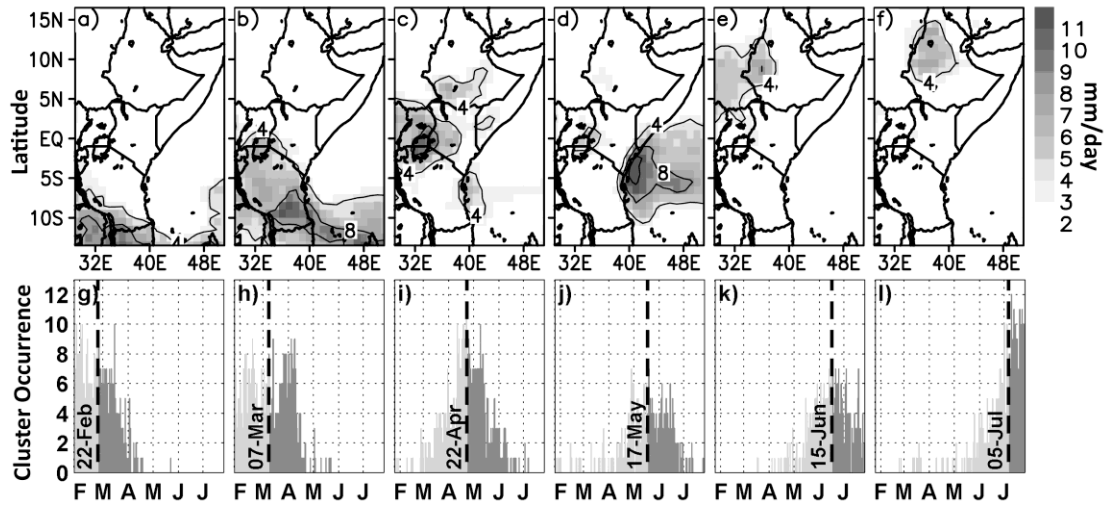 a) b) c) d) e) f)
15N
10N
5N
EQ
5S
10S
Latitude
4 4 8 4 4 4 4 4 8 4 4
32E 40E 48E 32E 40E 48E 32E 40E 48E 32E 40E 48E 32E 40E 48E 32E 40E 48E
11
10
9
8
7
6
5
4
3
2
mm/day
g) h) i) j) k) l)
12
10
8
6
4
2
0
Cluster Occurrence
22-Feb 07-Mar 22-Apr 17-May 15-Jun 05-Jul
F M A M J J F M A M J J F M A M J J F M A M J J F M A M J J F M A M J J